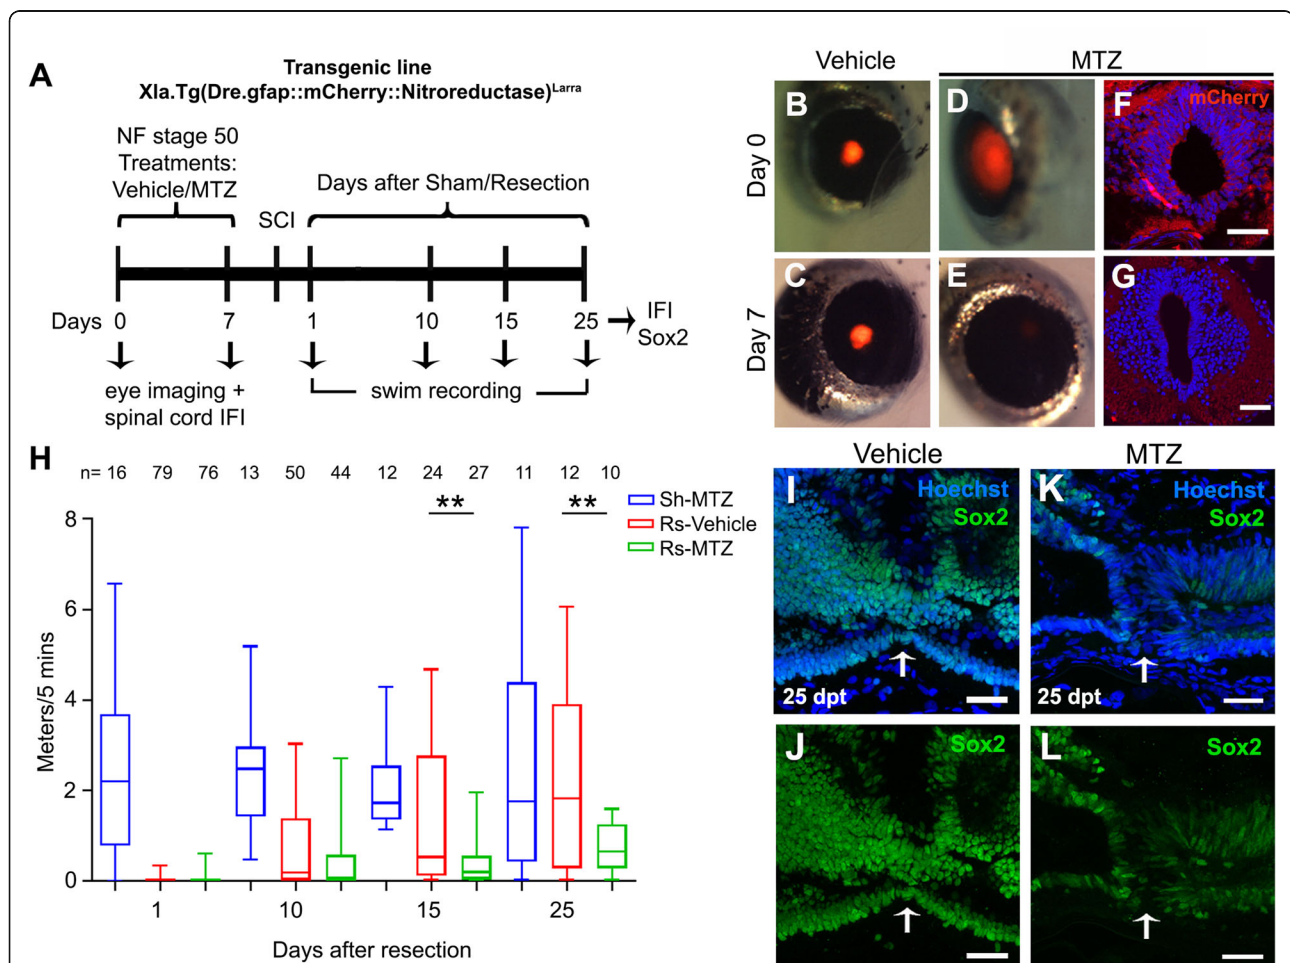 A
Transgenic line
Xla.Tg(Dre.gfap::mCherry::Nitroreductase)Larra
NF stage 50
Treatments:
Vehicle/MTZ
SCI
Days after Sham/Resection
Days 0 7 1 10 15 25
IFI
Sox2
eye imaging +
spinal cord IFI
swim recording
Vehicle MTZ
Day 0
B D F mCherry
Day 7
C E G
H
n= 16 79 76 13 50 44 12 24 27 11 12 10
** **
Sh-MTZ
Rs-Vehicle
Rs-MTZ
Meters/5 mins
8
6
4
2
0
1 10 15 25
Days after resection
Vehicle MTZ
I Hoechst
Sox2
25 dpt
K Hoechst
Sox2
25 dpt
J Sox2
L Sox2